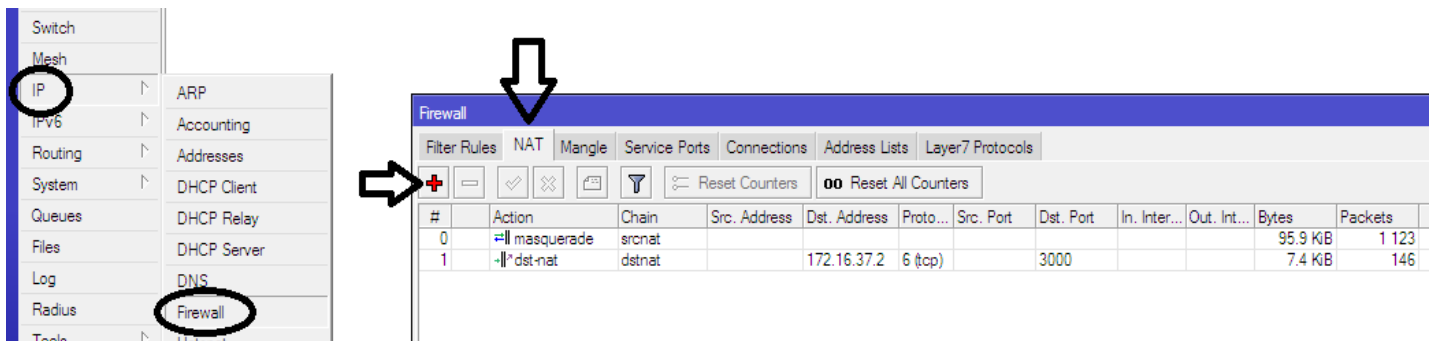 Switch
Mesh
IP
IPv6
Routing
System
Queues
Files
Log
Radius
Tools
ARP
Accounting
Addresses
DHCP Client
DHCP Relay
DHCP Server
DNS
Firewall
Firewall
Filter Rules NAT Mangle Service Ports Connections Address Lists Layer7 Protocols
Reset Counters 00 Reset All Counters
# Action Chain Src. Address Dst. Address Proto... Src. Port Dst. Port In. Inter... Out. Int... Bytes Packets
0 masquerade srcnat 95.9 KiB 1 123
1 dst-nat dstnat 172.16.37.2 6 (tcp) 3000 7.4 KiB 146